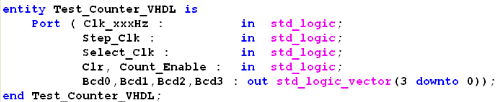 entity Test_Counter_VHDL is
Port ( Clk_xxxHz : in std_logic;
Step_Clk : in std_logic;
Select_Clk : in std_logic;
Clr, Count_Enable : in std_logic;
Bcd0,Bcd1,Bcd2,Bcd3 : out std_logic_vector(3 downto 0));
end Test_Counter_VHDL;